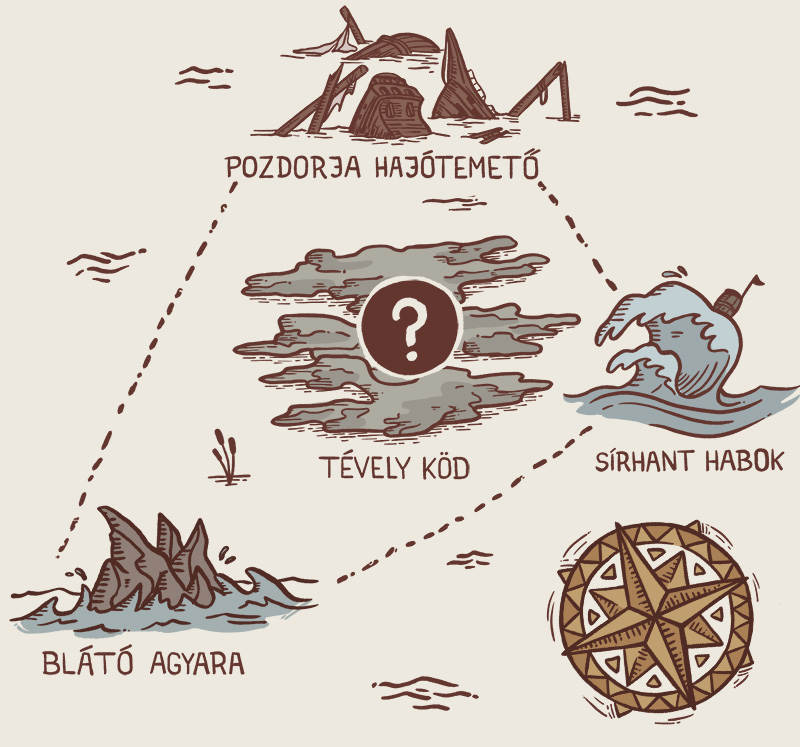 POZDORJA HAJÓTEMETŐ
?
TÉVELY KÖD
SÍRHANT HABOK
BLÁTÓ AGYARA